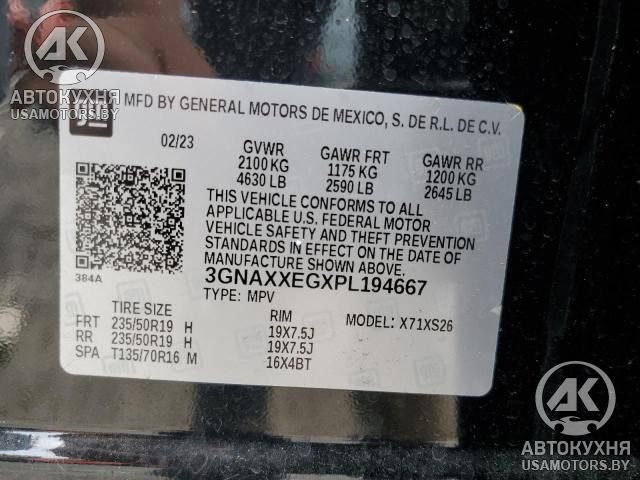 AK
АВТОКУХНЯ
USAMOTORS.BY
GM
MFD BY GENERAL MOTORS DE MEXICO, S. DE R.L. DE C.V.
02/23 GVWR GAWR FRT GAWR RR
2100 KG 1175 KG 1200 KG
4630 LB 2590 LB 2645 LB
THIS VEHICLE CONFORMS TO ALL
APPLICABLE U.S. FEDERAL MOTOR
VEHICLE SAFETY AND THEFT PREVENTION
STANDARDS IN EFFECT ON THE DATE OF
MANUFACTURE SHOWN ABOVE.
384A
3GNAXXEGXPL194667
TYPE: MPV
TIRE SIZE RIM MODEL: X71XS26
FRT 235/50R19 H 19X7.5J
RR 235/50R19 H 19X7.5J
SPA T135/70R16 M 16X4BT
AK
АВТОКУХНЯ
USAMOTORS.BY